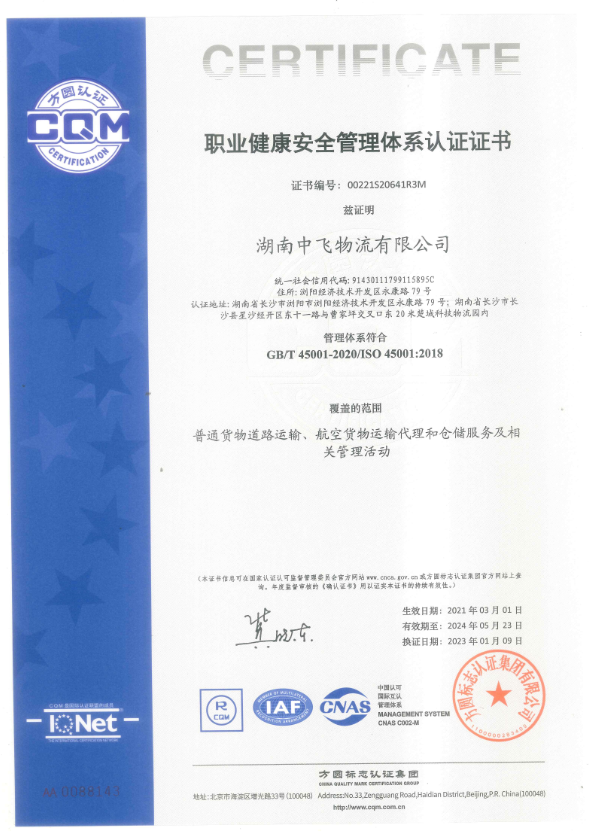 CERTIFICATE
方圆认证
CQM
CERTIFICATION
职业健康安全管理体系认证证书
证书编号：00221S20641R3M
兹证明
湖南中飞物流有限公司
统一社会信用代码：91430111799115895C
住所：浏阳经济技术开发区永康路 79 号
认证地址：湖南省长沙市浏阳市浏阳经济技术开发区永康路 79 号；湖南省长沙市长
沙县星沙经开区东十一路与曹家坪交叉口东 20 米楚城科技物流园内
管理体系符合
GB/T 45001-2020/ISO 45001:2018
覆盖的范围
普通货物道路运输、航空货物运输代理和仓储服务及相
关管理活动
（本证书信息可在国家认证认可监督管理委员会官方网站 www.cnca.gov.cn 或方圆标志认证集团官方网站上查
询。年度监督审核的《确认证书》用以证实本证书的持续有效性。）
生效日期：2021 年 03 月 01 日
有效期至：2024 年 05 月 23 日
换证日期：2023 年 01 月 09 日
R
CQM
IAF
CNAS
中国认可
国际互认
管理体系
MANAGEMENT SYSTEM
CNAS C002-M
方圆标志认证集团有限公司
IQNet
AA 0088143
方圆标志认证集团
CHINA QUALITY MARK CERTIFICATION GROUP
地址：北京市海淀区增光路33号(100048) Address:No.33,Zengguang Road,Haidian District,Beijing,P.R. China(100048)
http://www.cqm.com.cn